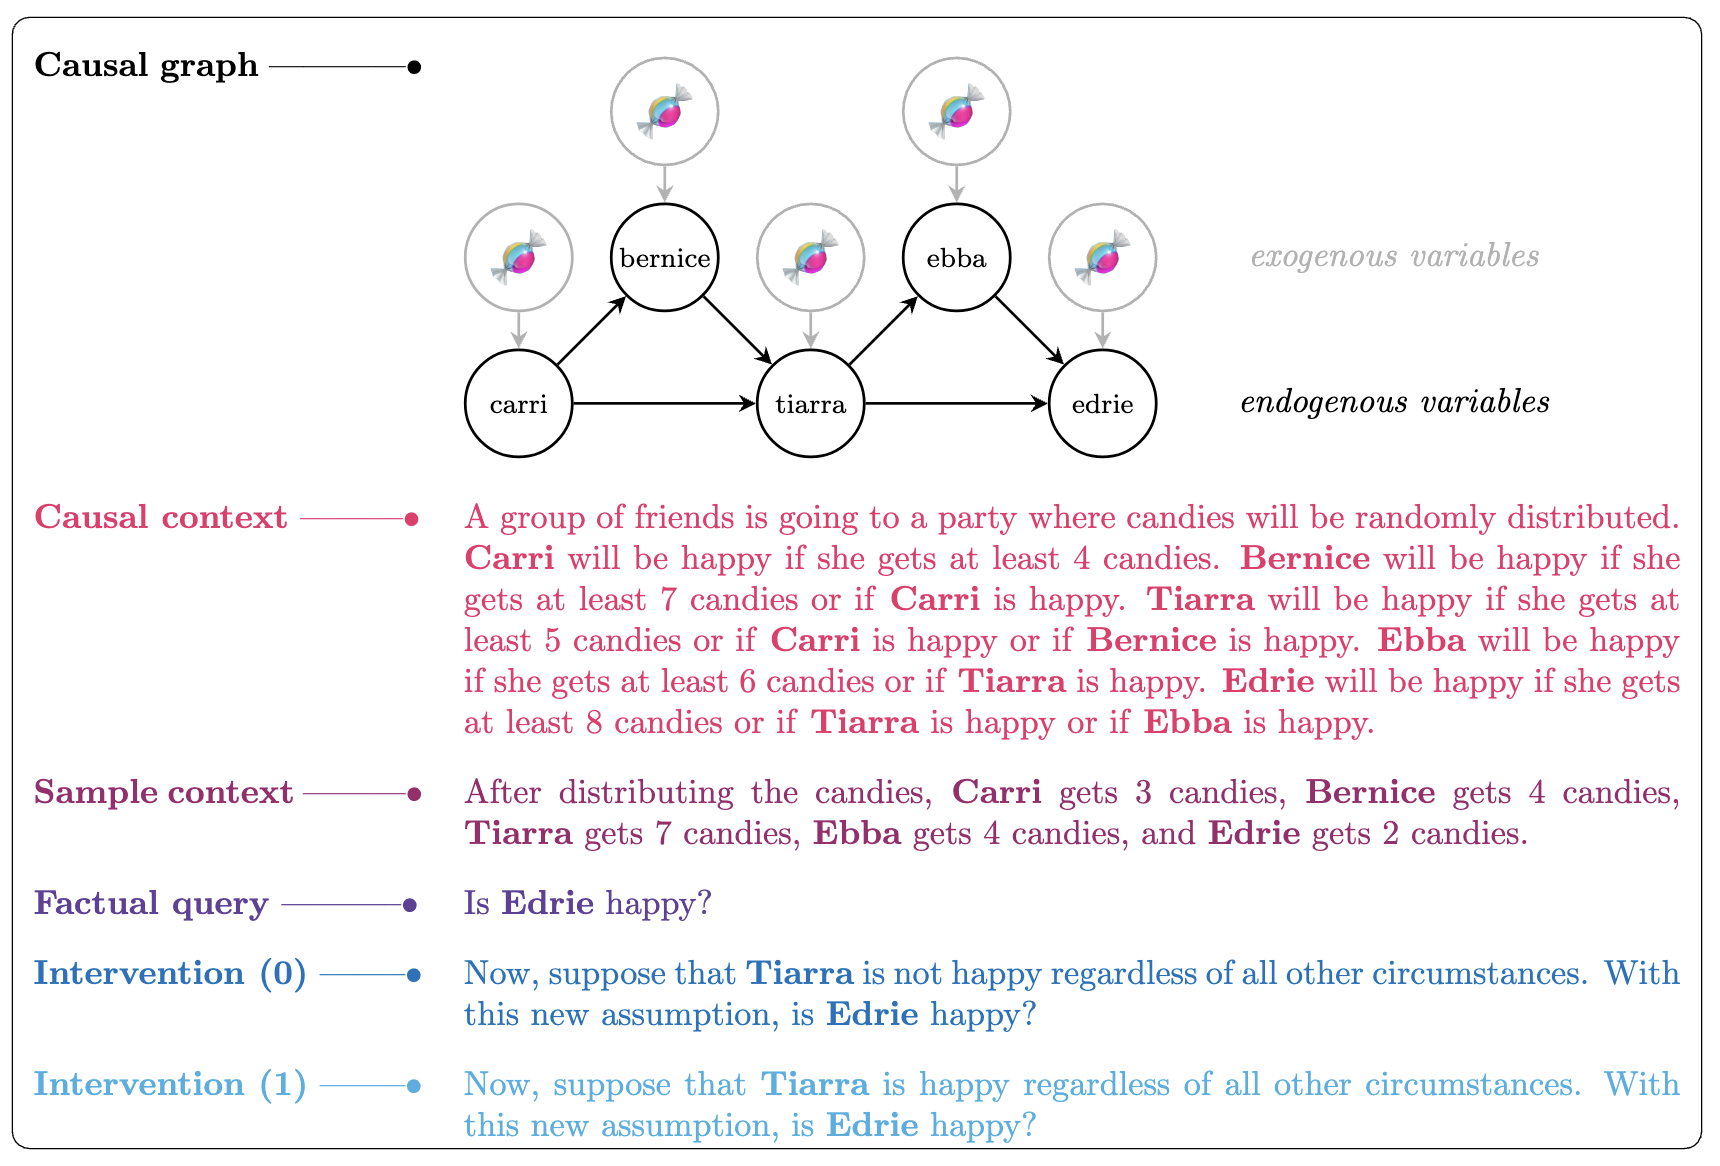 Causal graph
bernice
ebba
exogenous variables
carri
tiarra
edrie
endogenous variables
Causal context
A group of friends is going to a party where candies will be randomly distributed.
Carri will be happy if she gets at least 4 candies. Bernice will be happy if she
gets at least 7 candies or if Carri is happy. Tiarra will be happy if she gets at
least 5 candies or if Carri is happy or if Bernice is happy. Ebba will be happy
if she gets at least 6 candies or if Tiarra is happy. Edrie will be happy if she gets
at least 8 candies or if Tiarra is happy or if Ebba is happy.
Sample context
After distributing the candies, Carri gets 3 candies, Bernice gets 4 candies,
Tiarra gets 7 candies, Ebba gets 4 candies, and Edrie gets 2 candies.
Factual query
Is Edrie happy?
Intervention (0)
Now, suppose that Tiarra is not happy regardless of all other circumstances. With
this new assumption, is Edrie happy?
Intervention (1)
Now, suppose that Tiarra is happy regardless of all other circumstances. With
this new assumption, is Edrie happy?